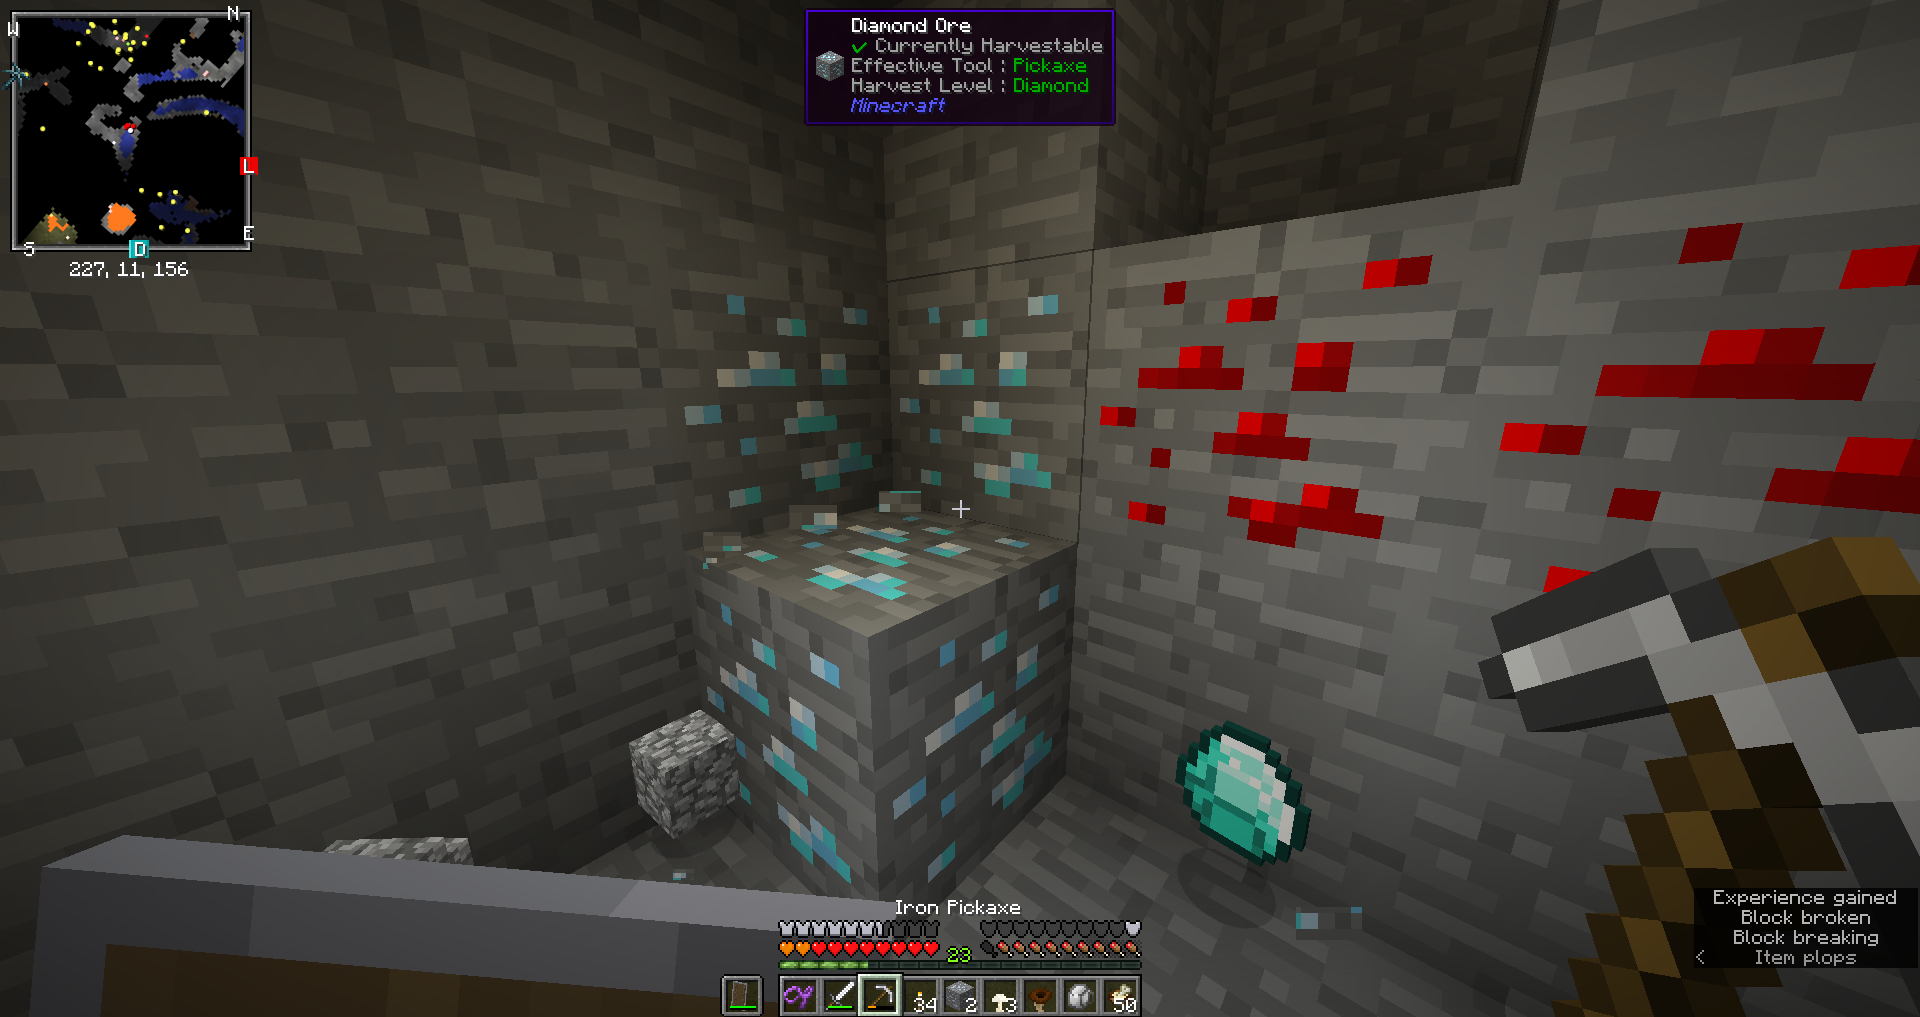 N
W
L
E
S
D
227, 11, 156
Diamond Ore
✓ Currently Harvestable
Effective Tool : Pickaxe
Harvest Level : Diamond
Minecraft
Iron Pickaxe
23
34
2
3
50
Experience gained
Block broken
Block breaking
< Item plops